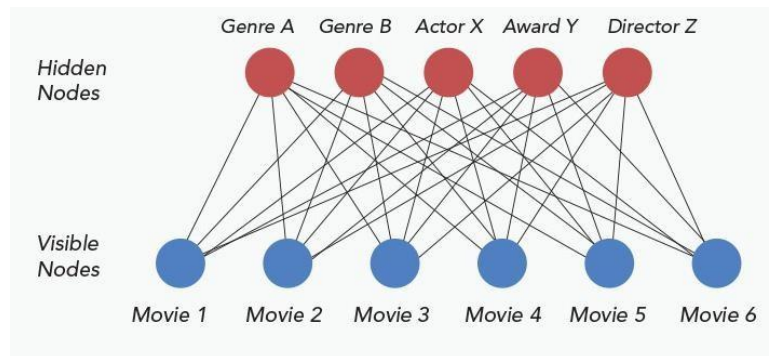 Genre A Genre B Actor X Award Y Director Z
Hidden
Nodes
Visible
Nodes
Movie 1 Movie 2 Movie 3 Movie 4 Movie 5 Movie 6